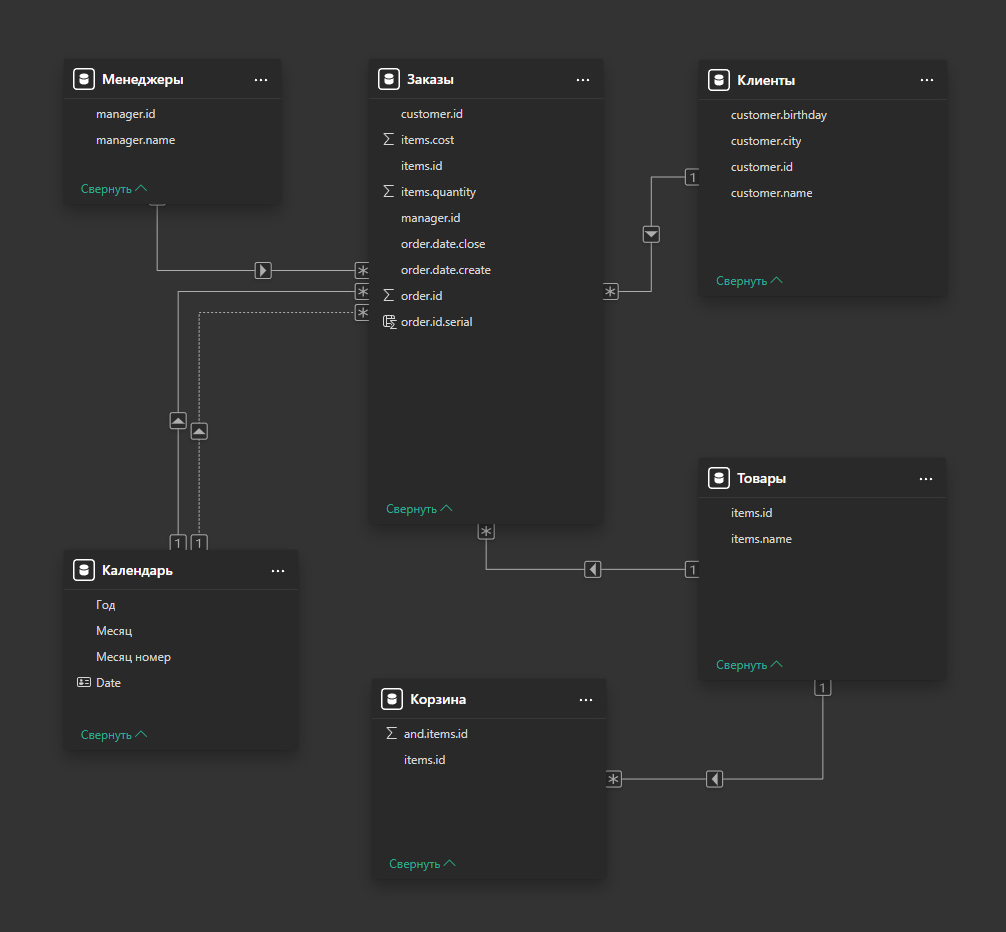 Менеджеры
manager.id
manager.name
Свернуть
Заказы
customer.id
items.cost
items.id
items.quantity
manager.id
order.date.close
order.date.create
order.id
order.id.serial
Свернуть
Клиенты
customer.birthday
customer.city
customer.id
customer.name
Свернуть
1
*
*
*
*
1
1
Календарь
Год
Месяц
Месяц номер
Date
Свернуть
Товары
items.id
items.name
Свернуть
*
1
1
Корзина
and.items.id
items.id
Свернуть
*